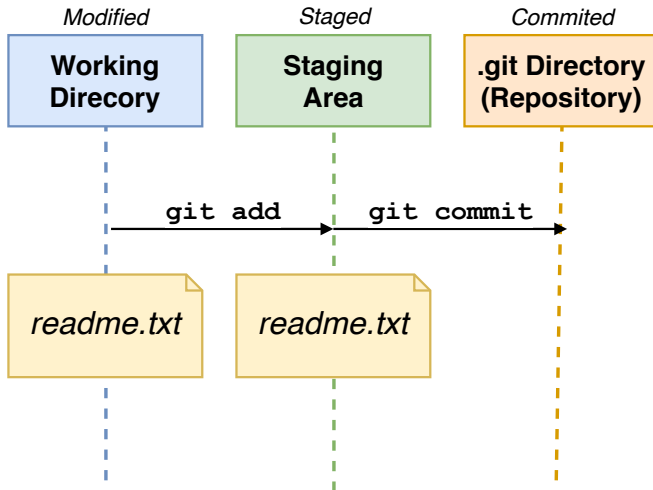 Modified
Staged
Commited
Working
Direcory
Staging
Area
.git Directory
(Repository)
git add
git commit
readme.txt
readme.txt